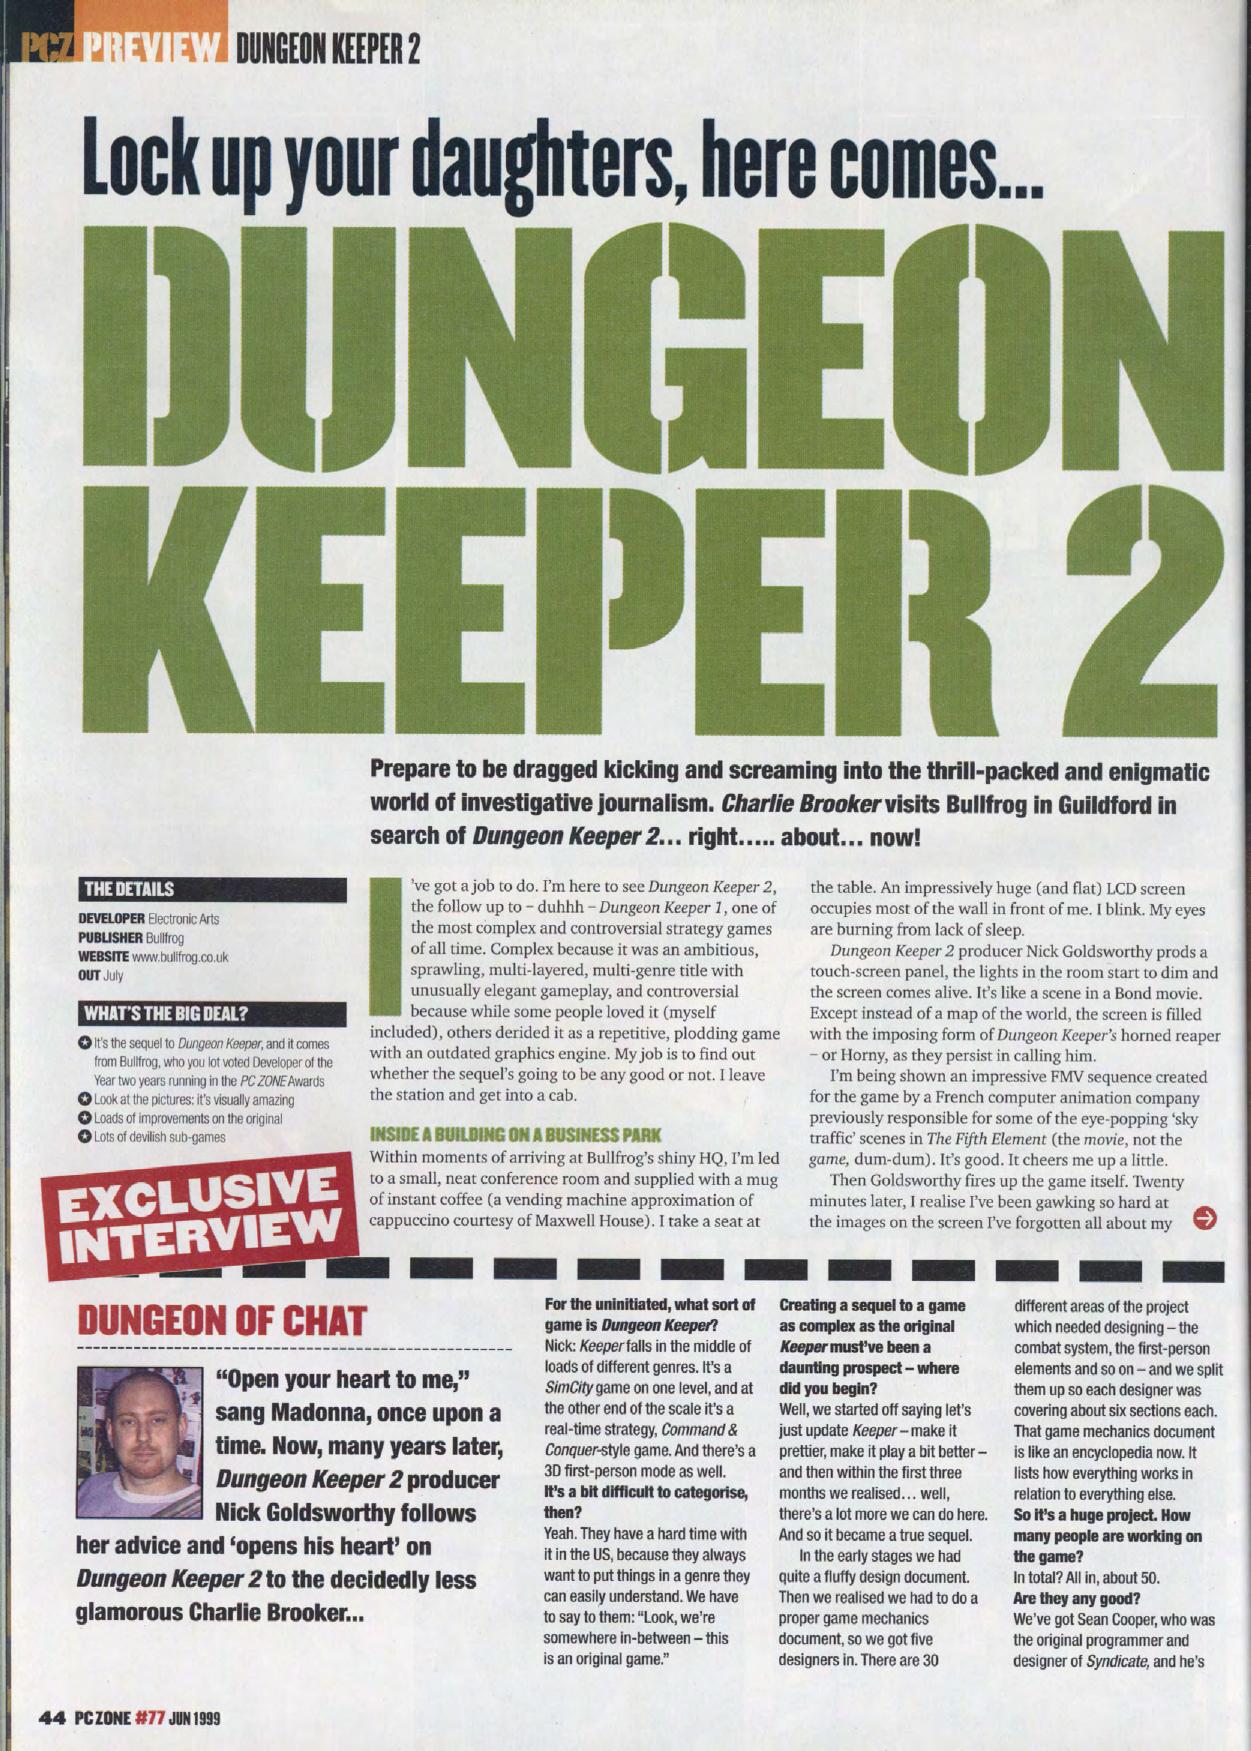 PCZ PREVIEW DUNGEON KEEPER 2
Lock up your daughters, here comes...
DUNGEON
KEEPER 2
Prepare to be dragged kicking and screaming into the thrill-packed and enigmatic
world of investigative journalism. Charlie Brooker visits Bullfrog in Guildford in
search of Dungeon Keeper 2... right..... about... now!
THE DETAILS
DEVELOPER Electronic Arts
PUBLISHER Bullfrog
WEBSITE www.bullfrog.co.uk
OUT July
WHAT'S THE BIG DEAL?
It's the sequel to Dungeon Keeper, and it comes
from Bullfrog, who you lot voted Developer of the
Year two years running in the PC ZONE Awards
Look at the pictures: it's visually amazing
Loads of improvements on the original
Lots of devilish sub-games
EXCLUSIVE
INTERVIEW
I've got a job to do. I'm here to see Dungeon Keeper 2,
the follow up to – duhhh – Dungeon Keeper 1, one of
the most complex and controversial strategy games
of all time. Complex because it was an ambitious,
sprawling, multi-layered, multi-genre title with
unusually elegant gameplay, and controversial
because while some people loved it (myself
included), others derided it as a repetitive, plodding game
with an outdated graphics engine. My job is to find out
whether the sequel's going to be any good or not. I leave
the station and get into a cab.
INSIDE A BUILDING ON A BUSINESS PARK
Within moments of arriving at Bullfrog's shiny HQ, I'm led
to a small, neat conference room and supplied with a mug
of instant coffee (a vending machine approximation of
cappuccino courtesy of Maxwell House). I take a seat at
the table. An impressively huge (and flat) LCD screen
occupies most of the wall in front of me. I blink. My eyes
are burning from lack of sleep.
Dungeon Keeper 2 producer Nick Goldsworthy prods a
touch-screen panel, the lights in the room start to dim and
the screen comes alive. It's like a scene in a Bond movie.
Except instead of a map of the world, the screen is filled
with the imposing form of Dungeon Keeper's horned reaper
– or Horny, as they persist in calling him.
I'm being shown an impressive FMV sequence created
for the game by a French computer animation company
previously responsible for some of the eye-popping 'sky
traffic' scenes in The Fifth Element (the movie, not the
game, dum-dum). It's good. It cheers me up a little.
Then Goldsworthy fires up the game itself. Twenty
minutes later, I realise I've been gawking so hard at
the images on the screen I've forgotten all about my
DUNGEON OF CHAT
"Open your heart to me,"
sang Madonna, once upon a
time. Now, many years later,
Dungeon Keeper 2 producer
Nick Goldsworthy follows
her advice and 'opens his heart' on
Dungeon Keeper 2 to the decidedly less
glamorous Charlie Brooker...
For the uninitiated, what sort of
game is Dungeon Keeper?
Nick: Keeper falls in the middle of
loads of different genres. It's a
SimCity game on one level, and at
the other end of the scale it's a
real-time strategy, Command &
Conquer-style game. And there's a
3D first-person mode as well.
It's a bit difficult to categorise,
then?
Yeah. They have a hard time with
it in the US, because they always
want to put things in a genre they
can easily understand. We have
to say to them: "Look, we're
somewhere in-between – this
is an original game."
Creating a sequel to a game
as complex as the original
Keeper must've been a
daunting prospect – where
did you begin?
Well, we started off saying let's
just update Keeper – make it
prettier, make it play a bit better –
and then within the first three
months we realised... well,
there's a lot more we can do here.
And so it became a true sequel.
In the early stages we had
quite a fluffy design document.
Then we realised we had to do a
proper game mechanics
document, so we got five
designers in. There are 30
different areas of the project
which needed designing – the
combat system, the first-person
elements and so on – and we split
them up so each designer was
covering about six sections each.
That game mechanics document
is like an encyclopedia now. It
lists how everything works in
relation to everything else.
So it's a huge project. How
many people are working on
the game?
In total? All in, about 50.
Are they any good?
We've got Sean Cooper, who was
the original programmer and
designer of Syndicate, and he's
44 PC ZONE #77 JUN 1999